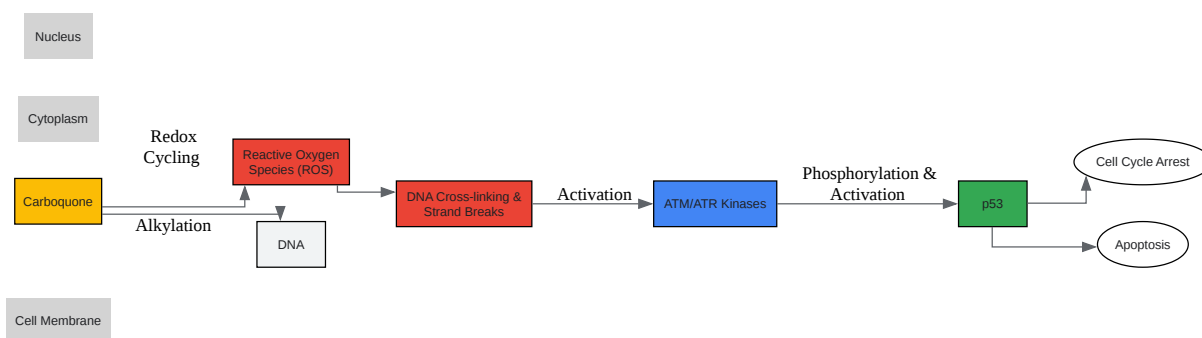 Nucleus
Cytoplasm
Redox
Cycling
Reactive Oxygen
Species (ROS)
Carboquone
Alkylation
DNA
DNA Cross-linking &
Strand Breaks
Activation
ATM/ATR Kinases
Phosphorylation &
Activation
p53
Cell Cycle Arrest
Apoptosis
Cell Membrane